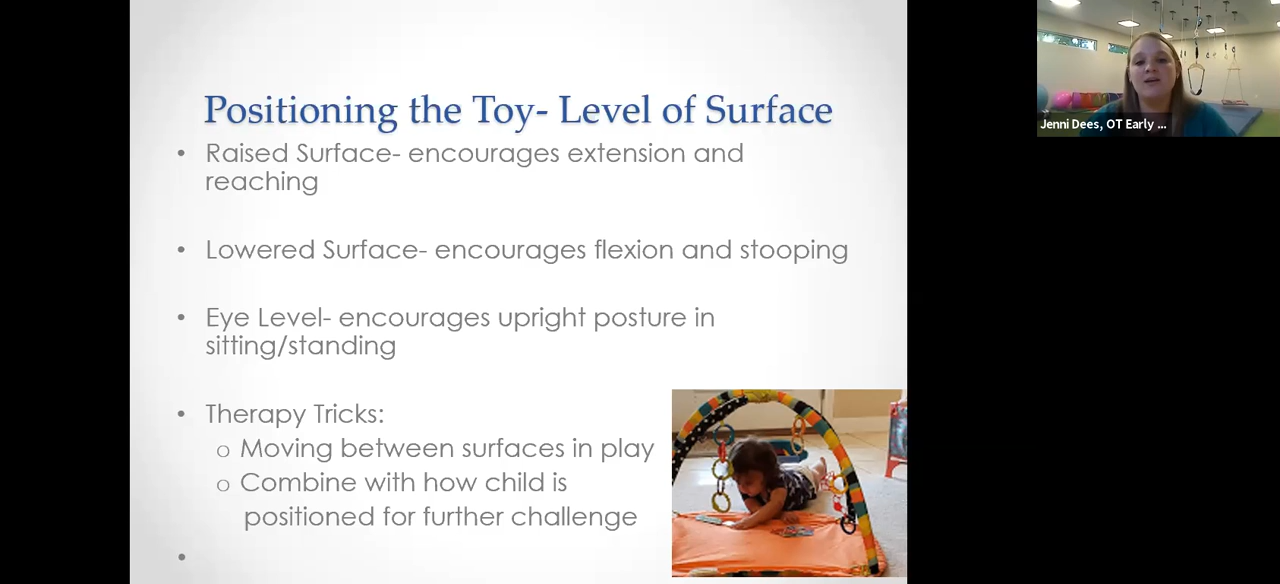 Positioning the Toy- Level of Surface
• Raised Surface- encourages extension and
reaching
• Lowered Surface- encourages flexion and stooping
• Eye Level- encourages upright posture in
sitting/standing
• Therapy Tricks:
o Moving between surfaces in play
o Combine with how child is
positioned for further challenge
•
Jenni Dees, OT Early ...